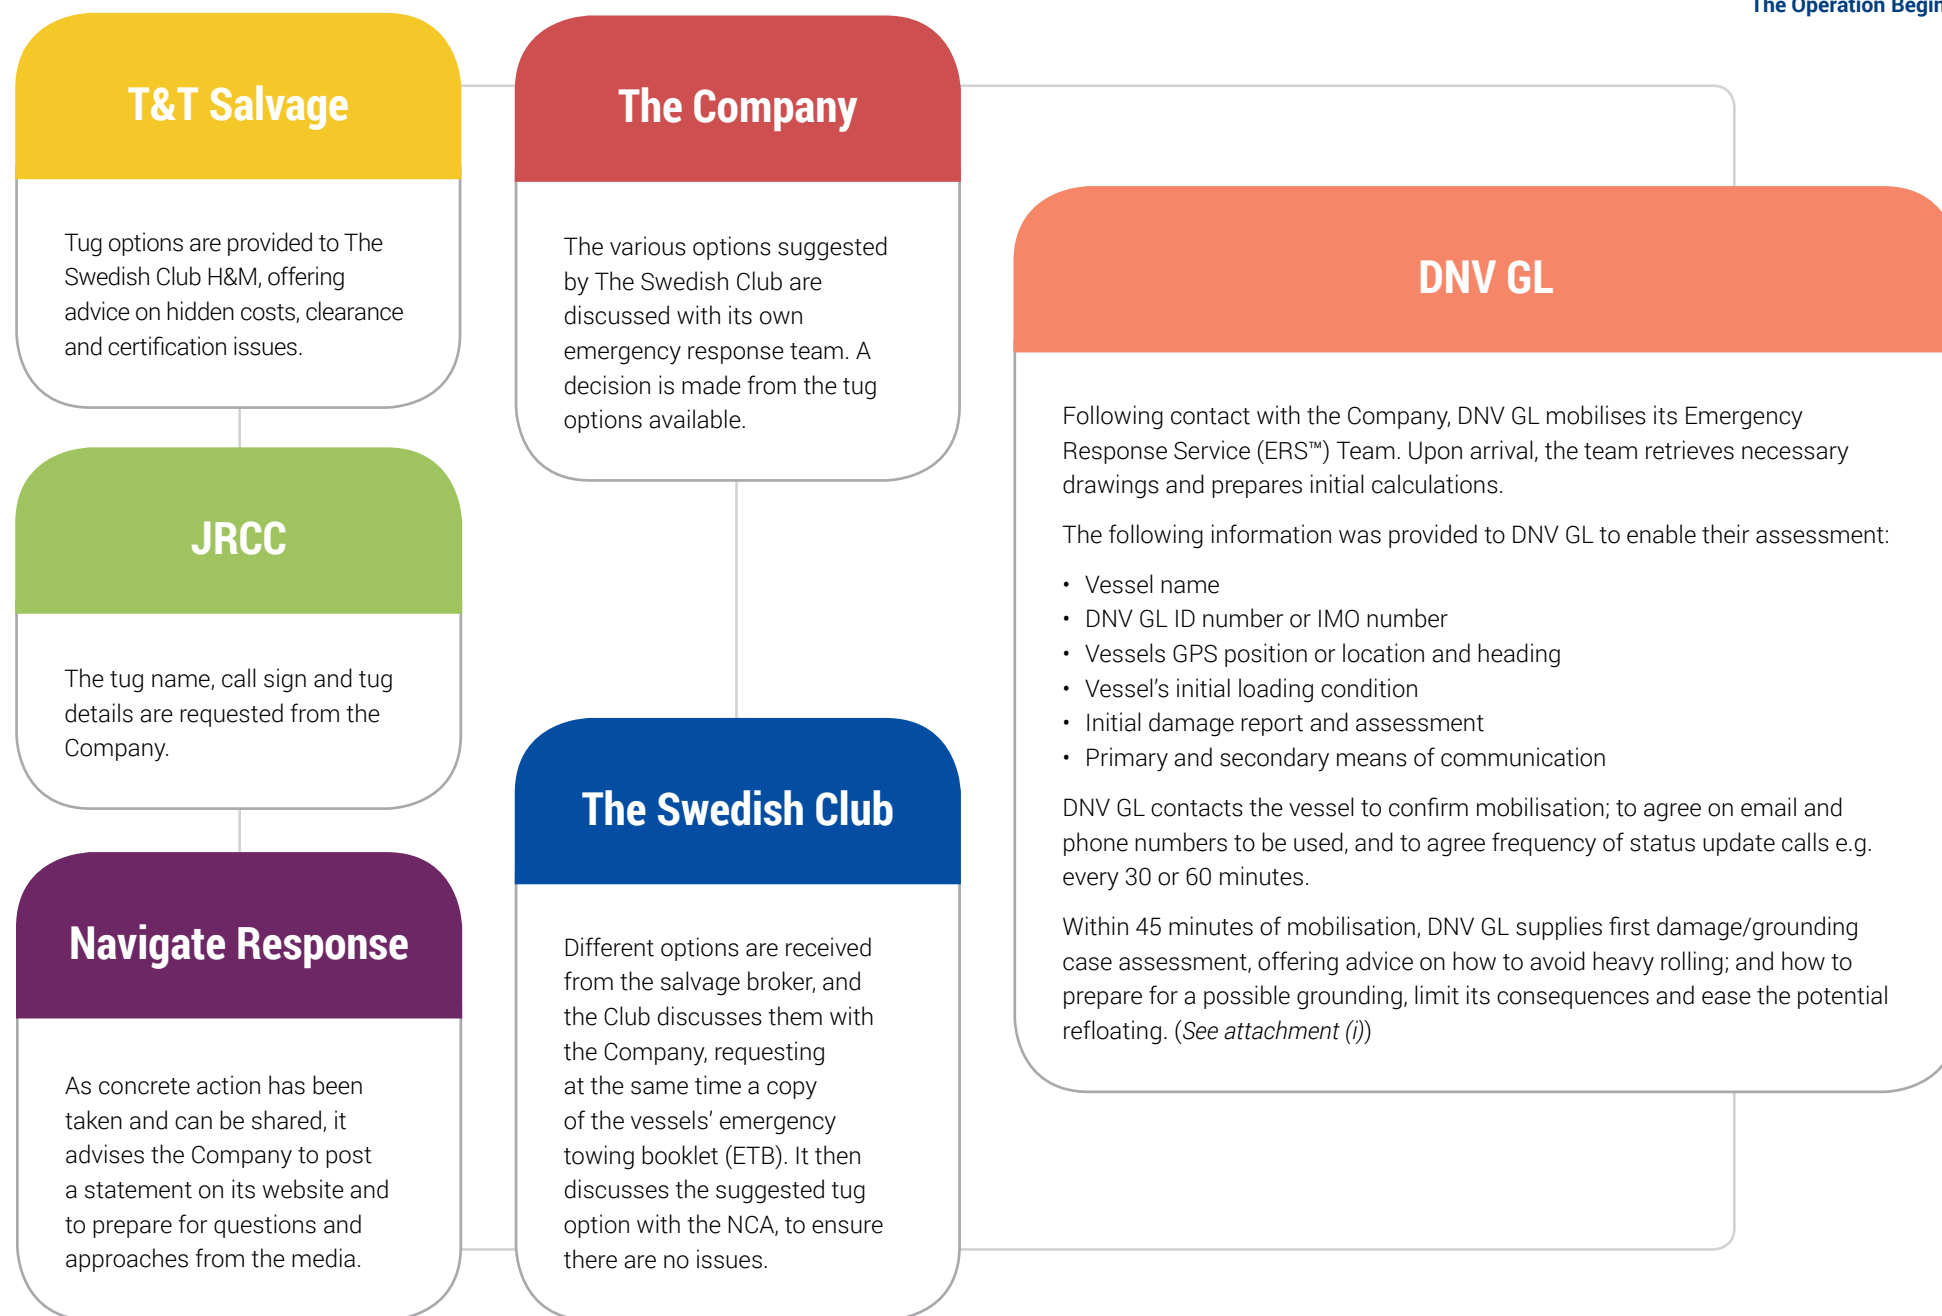 The Operation Begin
T&T Salvage
Tug options are provided to The
Swedish Club H&M, offering
advice on hidden costs, clearance
and certification issues.
JRCC
The tug name, call sign and tug
details are requested from the
Company.
Navigate Response
As concrete action has been
taken and can be shared, it
advises the Company to post
a statement on its website and
to prepare for questions and
approaches from the media.
The Company
The various options suggested
by The Swedish Club are
discussed with its own
emergency response team. A
decision is made from the tug
options available.
The Swedish Club
Different options are received
from the salvage broker, and
the Club discusses them with
the Company, requesting
at the same time a copy
of the vessels’ emergency
towing booklet (ETB). It then
discusses the suggested tug
option with the NCA, to ensure
there are no issues.
DNV GL
Following contact with the Company, DNV GL mobilises its Emergency
Response Service (ERS™) Team. Upon arrival, the team retrieves necessary
drawings and prepares initial calculations.
The following information was provided to DNV GL to enable their assessment:
• Vessel name
• DNV GL ID number or IMO number
• Vessels GPS position or location and heading
• Vessel’s initial loading condition
• Initial damage report and assessment
• Primary and secondary means of communication
DNV GL contacts the vessel to confirm mobilisation; to agree on email and
phone numbers to be used, and to agree frequency of status update calls e.g.
every 30 or 60 minutes.
Within 45 minutes of mobilisation, DNV GL supplies first damage/grounding
case assessment, offering advice on how to avoid heavy rolling; and how to
prepare for a possible grounding, limit its consequences and ease the potential
refloating. (See attachment (i))